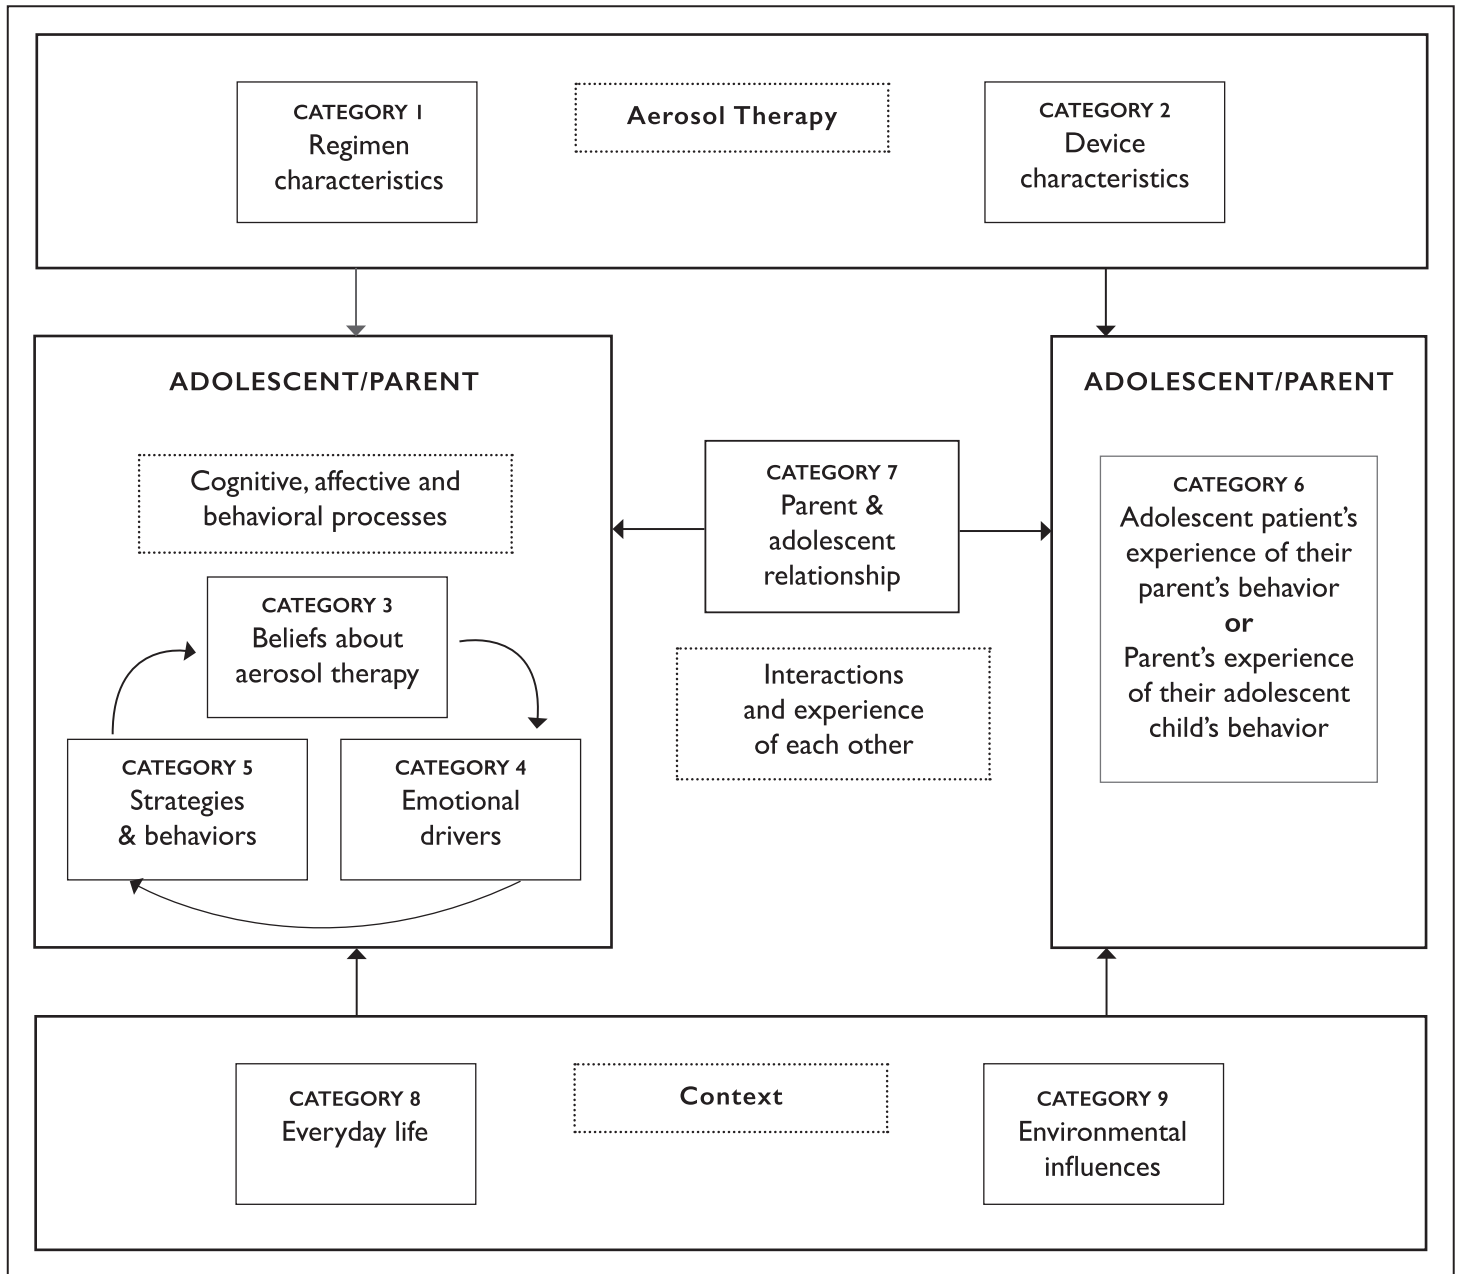 CATEGORY 1
Regimen
characteristics
Aerosol Therapy
CATEGORY 2
Device
characteristics
ADOLESCENT/PARENT
Cognitive, affective and
behavioral processes
CATEGORY 3
Beliefs about
aerosol therapy
CATEGORY 5
Strategies
& behaviors
CATEGORY 4
Emotional
drivers
CATEGORY 7
Parent &
adolescent
relationship
Interactions
and experience
of each other
ADOLESCENT/PARENT
CATEGORY 6
Adolescent patient’s
experience of their
parent’s behavior
or
Parent’s experience
of their adolescent
child’s behavior
CATEGORY 8
Everyday life
Context
CATEGORY 9
Environmental
influences